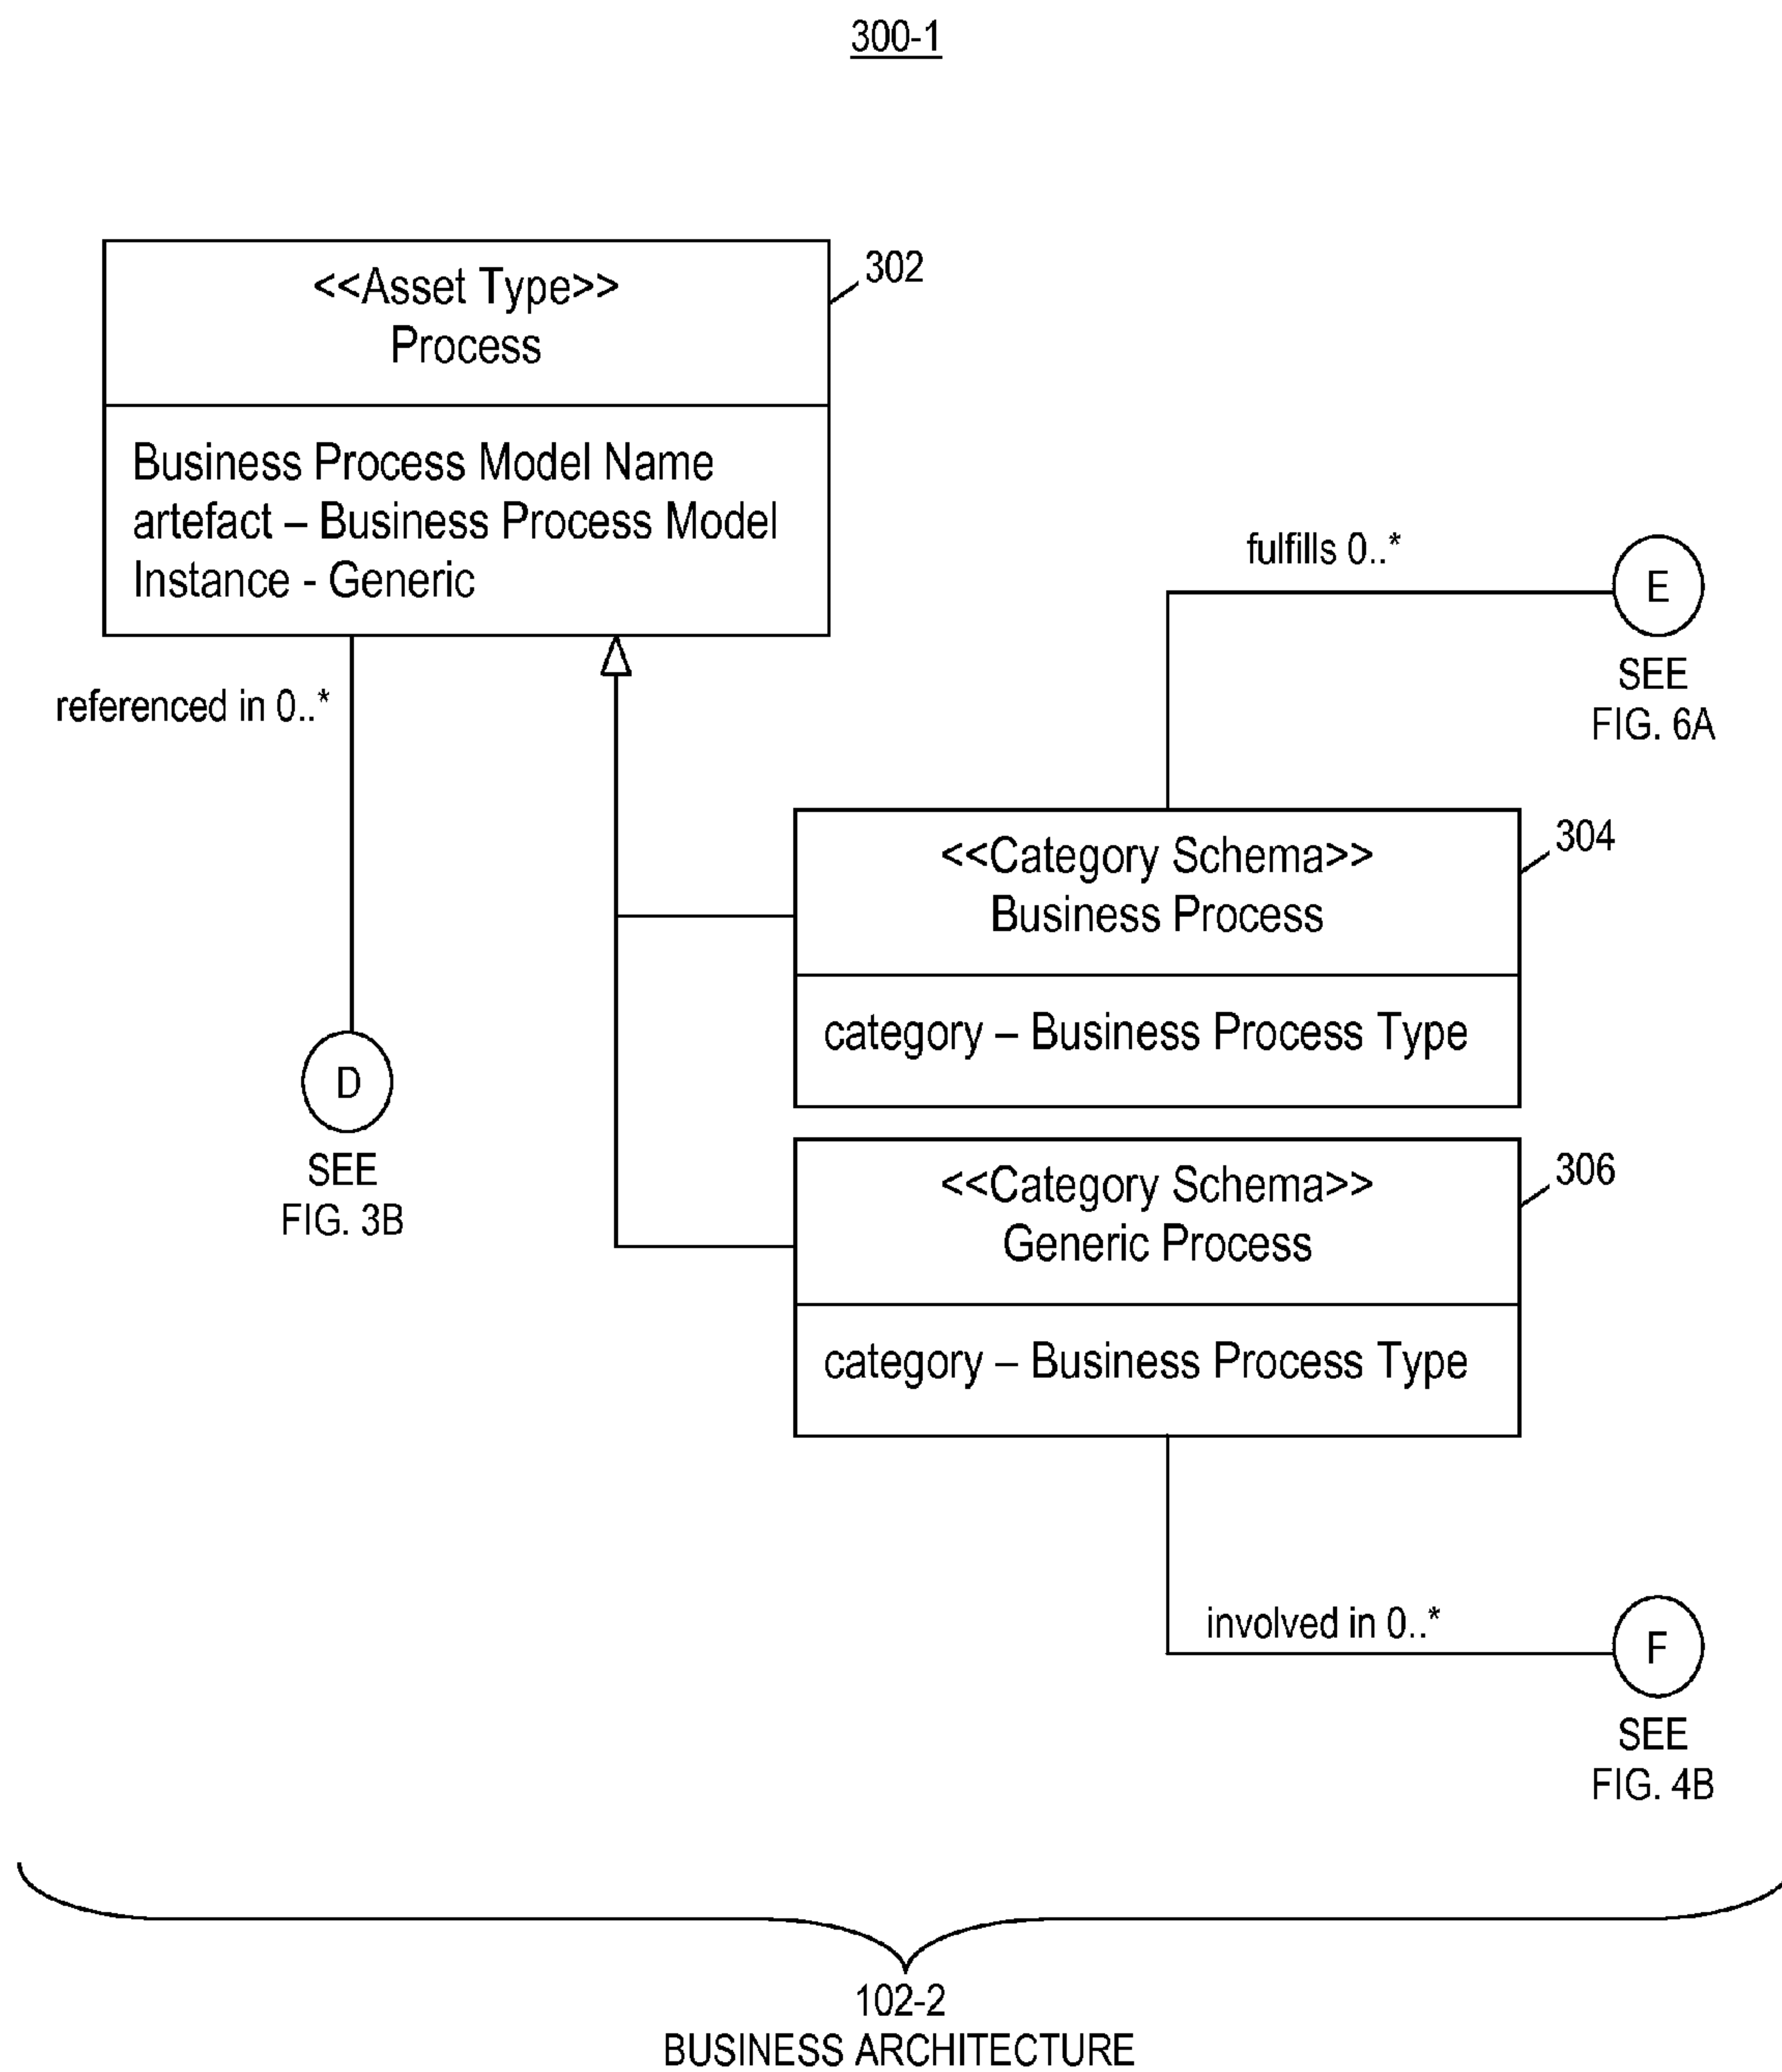 300-1
<<Asset Type>>
Process
302
Business Process Model Name
artefact – Business Process Model
Instance - Generic
fulfills 0..*
E
SEE
FIG. 6A
referenced in 0..*
<<Category Schema>>
Business Process
304
category – Business Process Type
D
SEE
FIG. 3B
<<Category Schema>>
Generic Process
306
category – Business Process Type
involved in 0..*
F
SEE
FIG. 4B
102-2
BUSINESS ARCHITECTURE